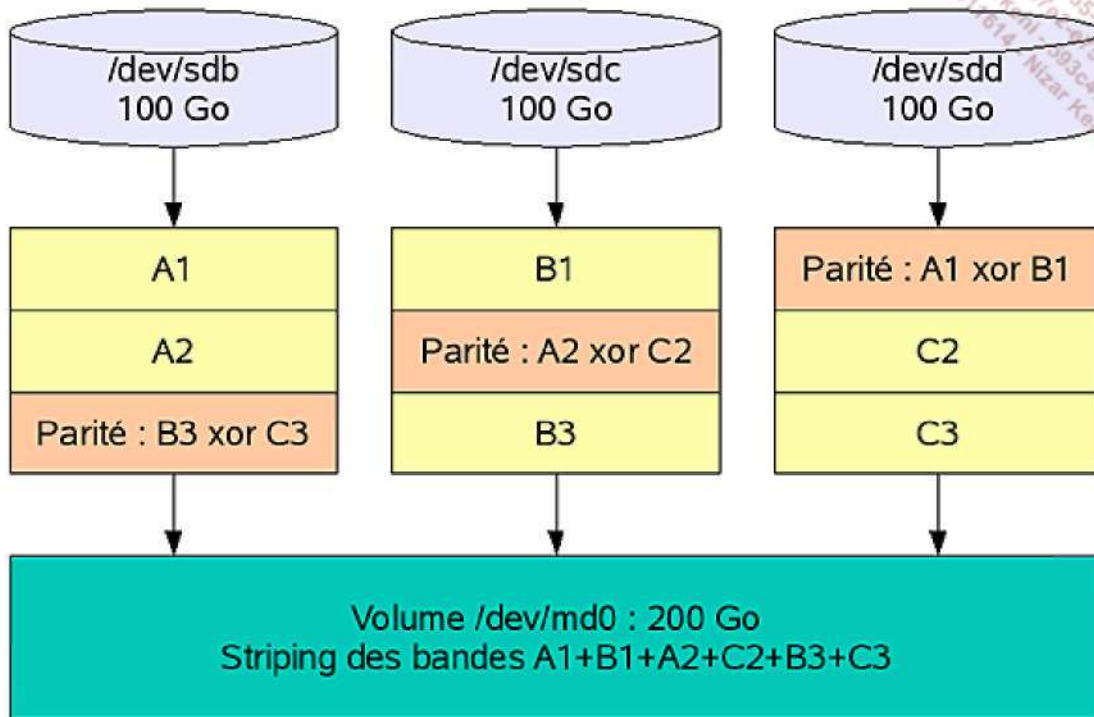 /dev/sdb
100 Go
/dev/sdc
100 Go
/dev/sdd
100 Go
A1
B1
Parité : A1 xor B1
A2
Parité : A2 xor C2
C2
Parité : B3 xor C3
B3
C3
Volume /dev/md0 : 200 Go
Striping des bandes A1+B1+A2+C2+B3+C3
Nizar